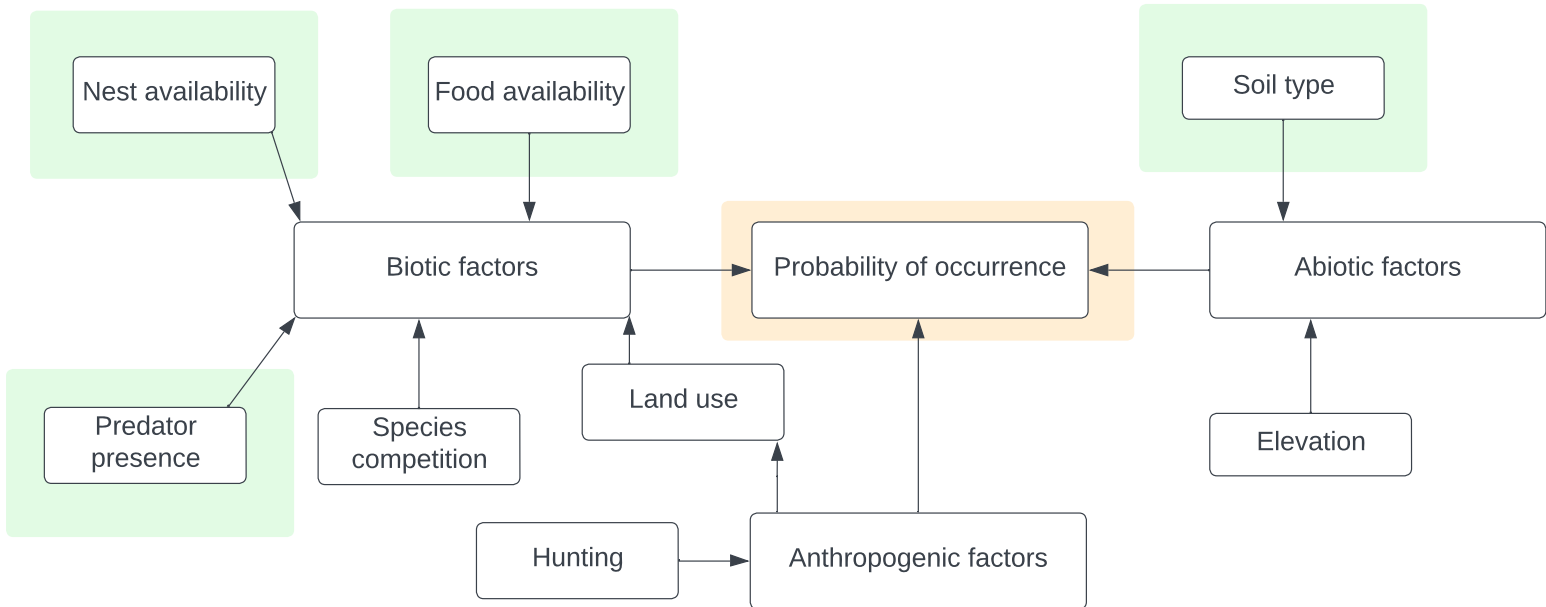 Nest availability
Food availability
Soil type
Biotic factors
Probability of occurrence
Abiotic factors
Land use
Predator
presence
Species
competition
Elevation
Hunting
Anthropogenic factors